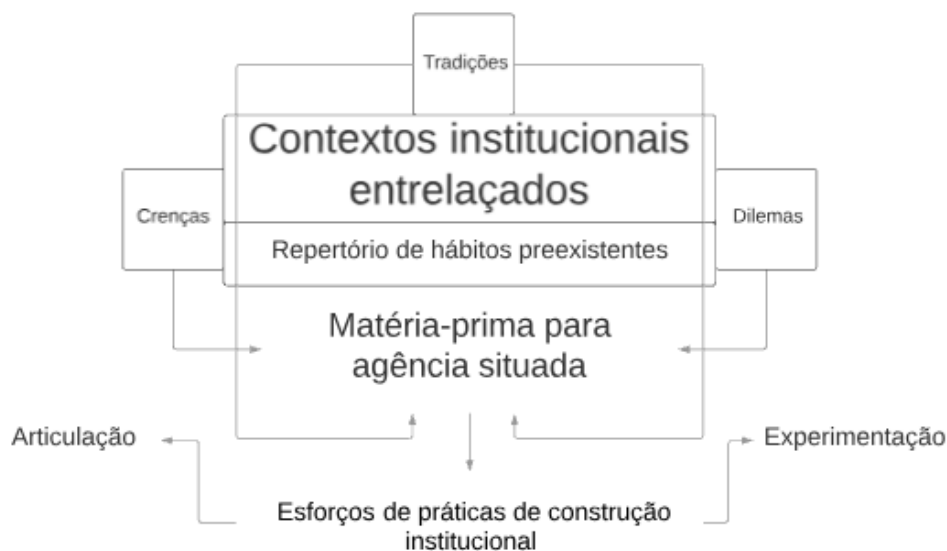 Tradições
Contextos institucionais
entrelaçados
Crenças
Dilemas
Repertório de hábitos preexistentes
Matéria-prima para
agência situada
Articulação
Experimentação
Esforços de práticas de construção
institucional